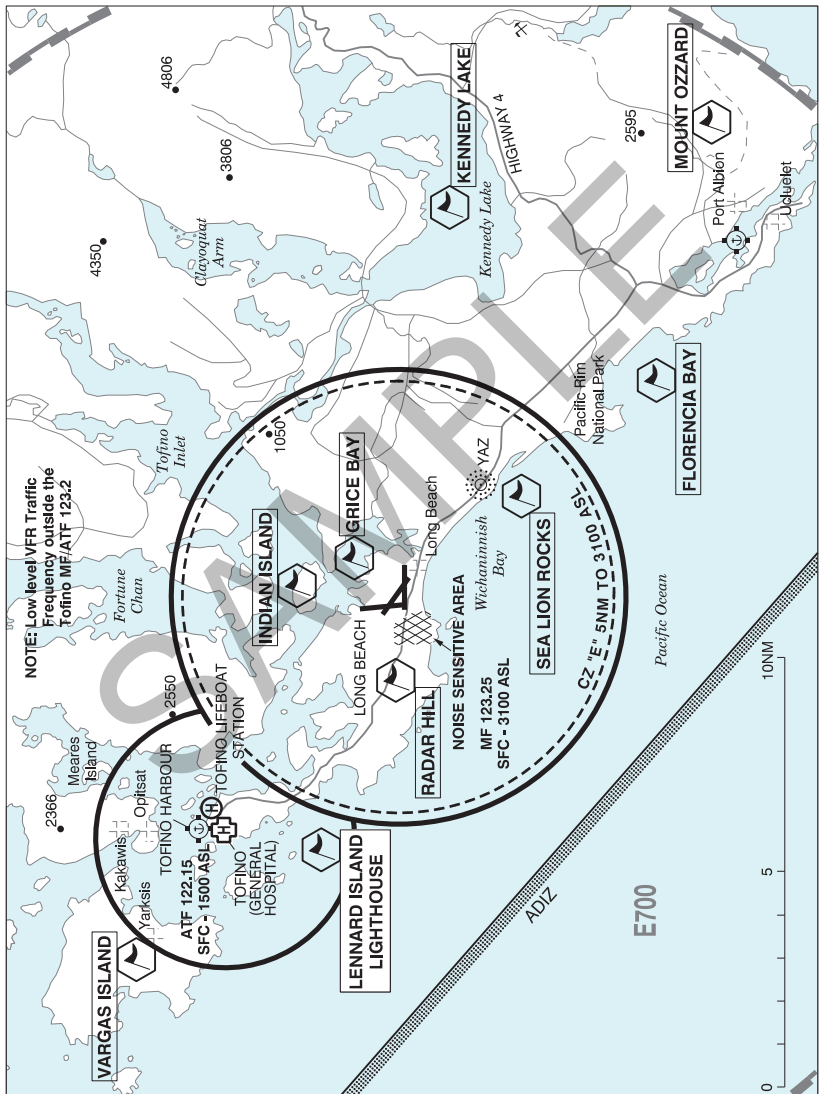 NOTE: Low level VFR Traffic
Frequency outside the
Tofino MF/ATF 123.2
4806
3806
4350
KENNEDY LAKE
Kennedy Lake
HIGHWAY 4
2595
MOUNT OZZARD
Port Albion
Ucluelet
Clayoquat
Arm
Tofino
Inlet
Fortune
Chan
1050
GRICE BAY
INDIAN ISLAND
Long Beach
YAZ
Pacific Rim
National Park
FLORENCIA BAY
Wichaninnish
Bay
SEA LION ROCKS
CZ "E" 5NM TO 3100 ASL
Pacific Ocean
LONG BEACH
NOISE SENSITIVE AREA
MF 123.25
SFC - 3100 ASL
RADAR HILL
2550
Meares
Island
2366
Opitsat
Kakawis
Yarksis
TOFINO HARBOUR
TOFINO LIFEBOAT
STATION
H
H
ATF 122.15
SFC - 1500 ASL
TOFINO
(GENERAL
HOSPITAL)
VARGAS ISLAND
LENNARD ISLAND
LIGHTHOUSE
ADIZ
E700
0
5
10NM
SAMPLE